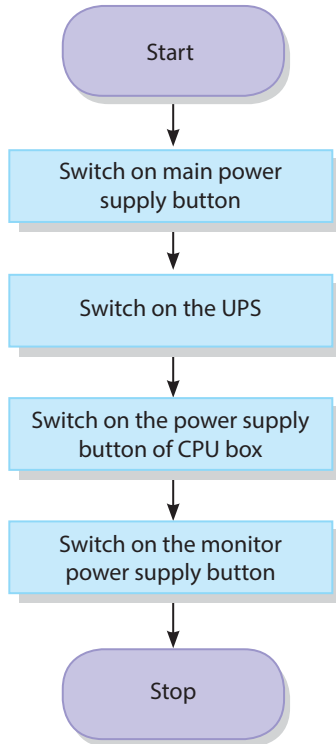 Start
Switch on main power
supply button
Switch on the UPS
Switch on the power supply
button of CPU box
Switch on the monitor
power supply button
Stop